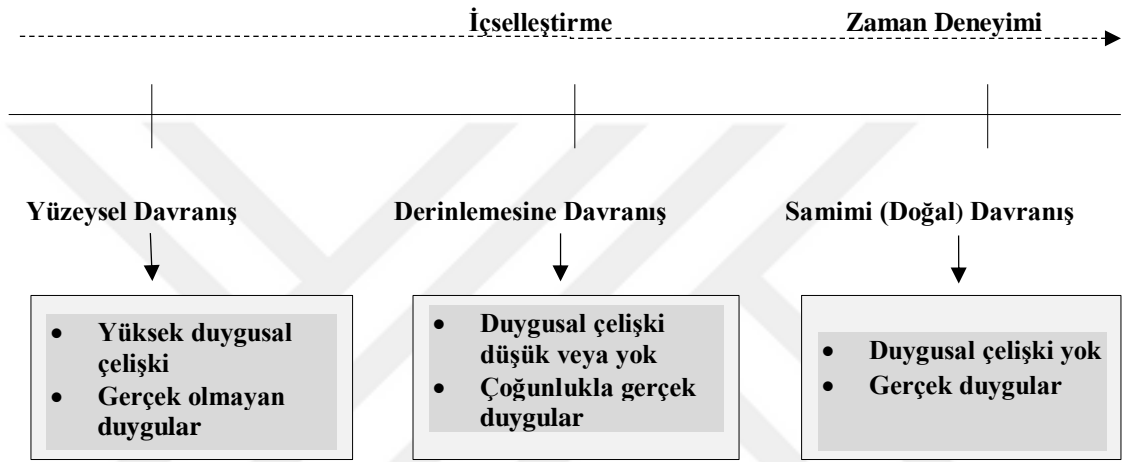 İçselleştirme Zaman Deneyimi
Yüzeysel Davranış
Derinlemesine Davranış
Samimi (Doğal) Davranış
• Yüksek duygusal
çelişki
• Gerçek olmayan
duygular
• Duygusal çelişki
düşük veya yok
• Çoğunlukla gerçek
duygular
• Duygusal çelişki yok
• Gerçek duygular